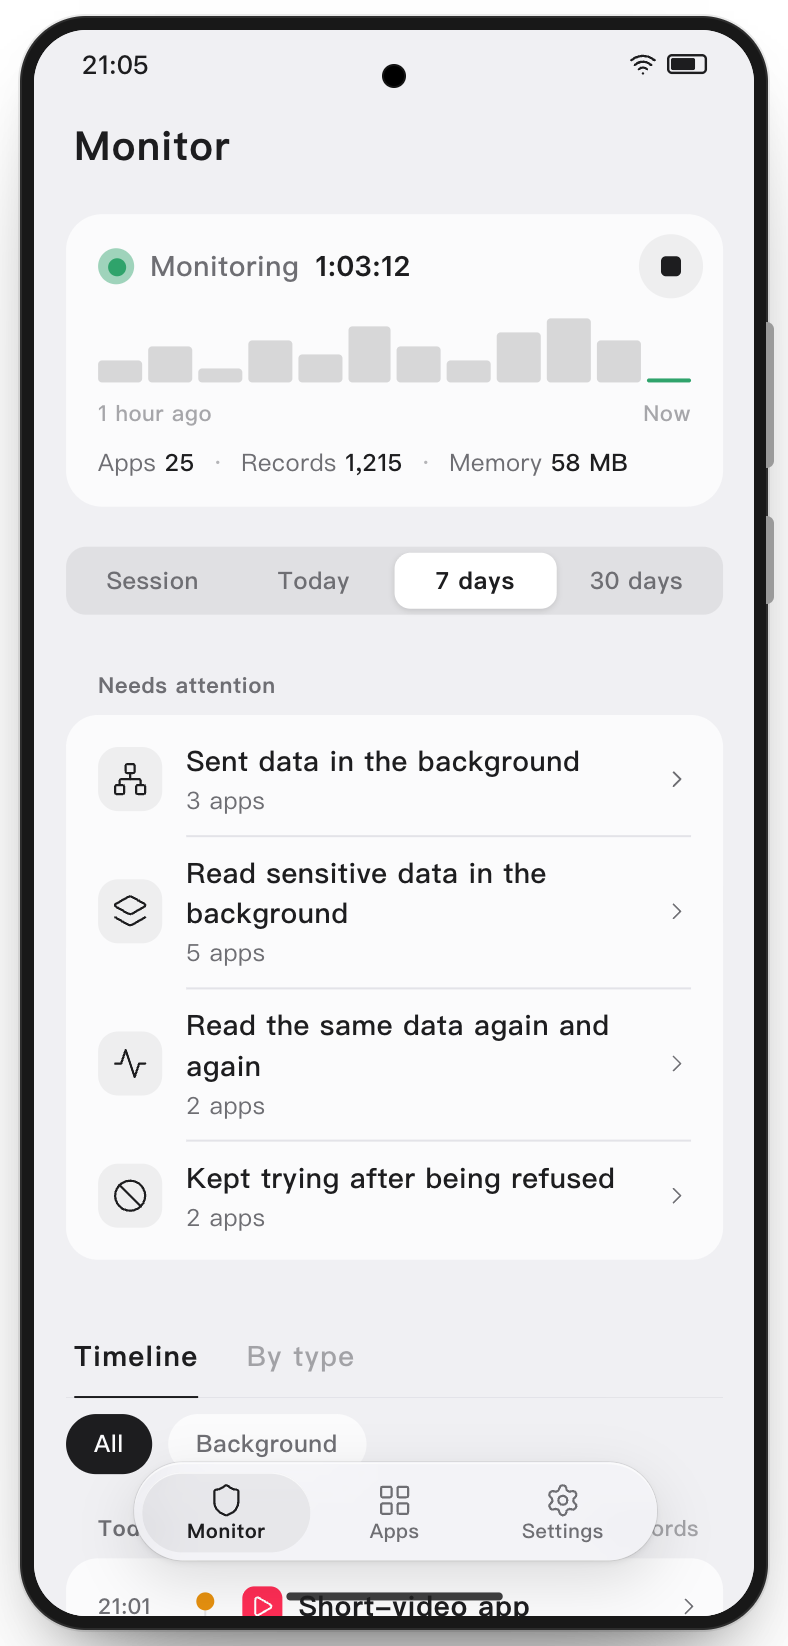 21:05
Monitor
Monitoring 1:03:12
1 hour ago Now
Apps 25 · Records 1,215 · Memory 58 MB
Session Today 7 days 30 days
Needs attention
Sent data in the background
3 apps
Read sensitive data in the
background
5 apps
Read the same data again and
again
2 apps
Kept trying after being refused
2 apps
Timeline By type
All Background
Monitor Apps Settings
21:01 Short-video app